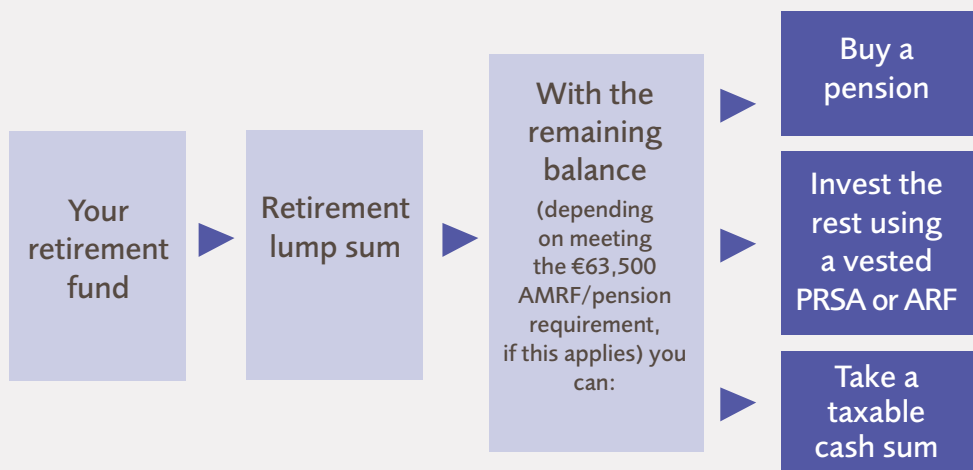 Your
retirement
fund
Retirement
lump sum
With the
remaining
balance
(depending
on meeting
the €63,500
AMRF/pension
requirement,
if this applies) you
can:
Buy a
pension
Invest the
rest using
a vested
PRSA or ARF
Take a
taxable
cash sum